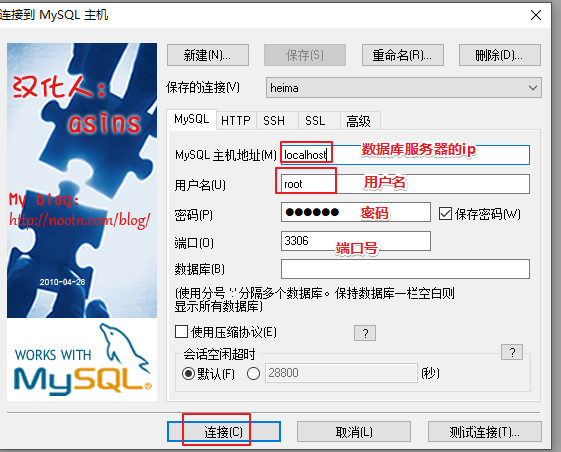 连接到 MySQL 主机
新建(N)...
保存(S)
重命名(R)...
删除(D)...
保存的连接(V)
heima
MySQL
HTTP
SSH
SSL
高级
MySQL 主机地址(M)
localhost
数据库服务器的ip
用户名(U)
root
用户名
密码(P)
●●●●●●
密码
保存密码(W)
端口(O)
3306
端口号
数据库(B)
(使用分号 ';' 分隔多个数据库。保持数据库一栏空白则
显示所有数据库)
使用压缩协议(E)
?
会话空闲超时
?
默认(F)
28800
(秒)
连接(C)
取消(L)
测试连接(T)...
汉化人:
asins
My blog:
http://nootn.com/blog/
2010-04-28
WORKS WITH
MySQL®